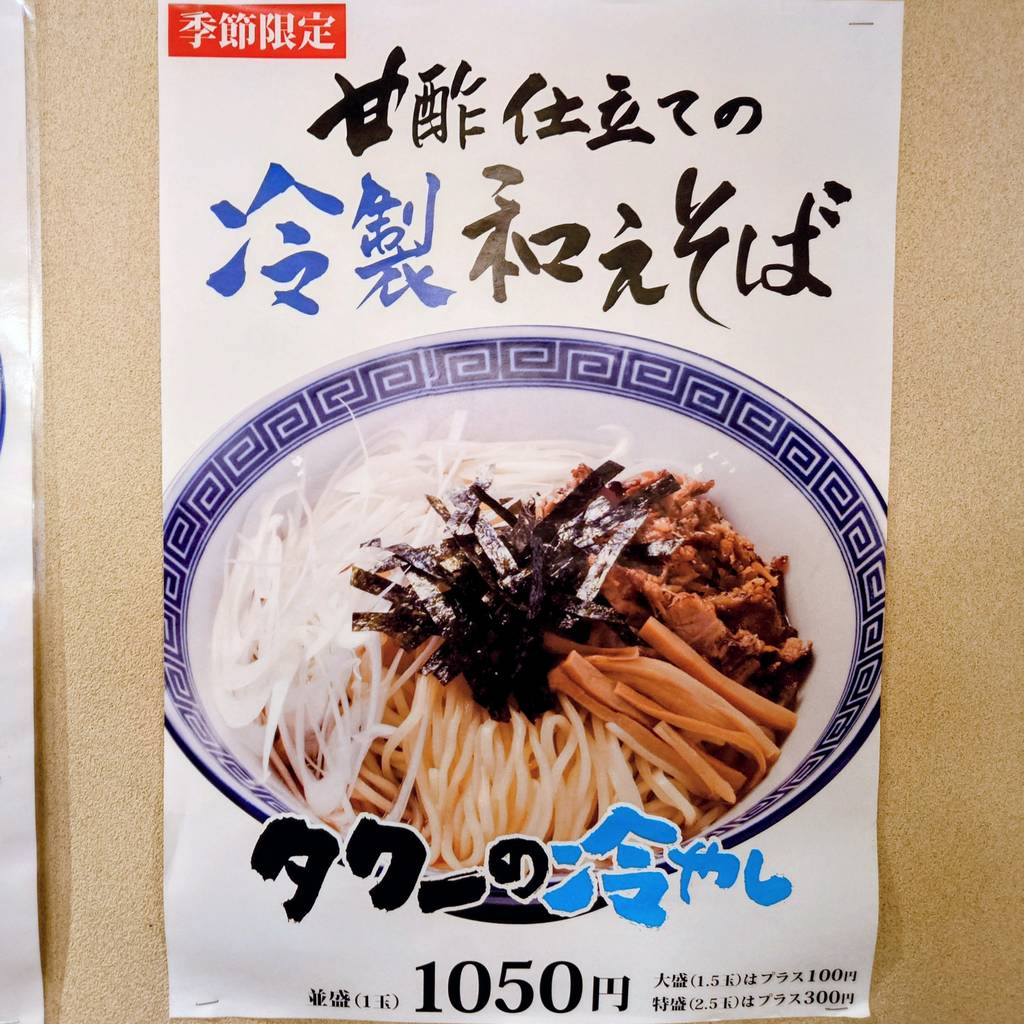 季節限定
甘酢仕立ての
冷製和えそば
タクーの冷やし
並盛(1玉) 1050円
大盛(1.5玉)はプラス100円
特盛(2.5玉)はプラス300円